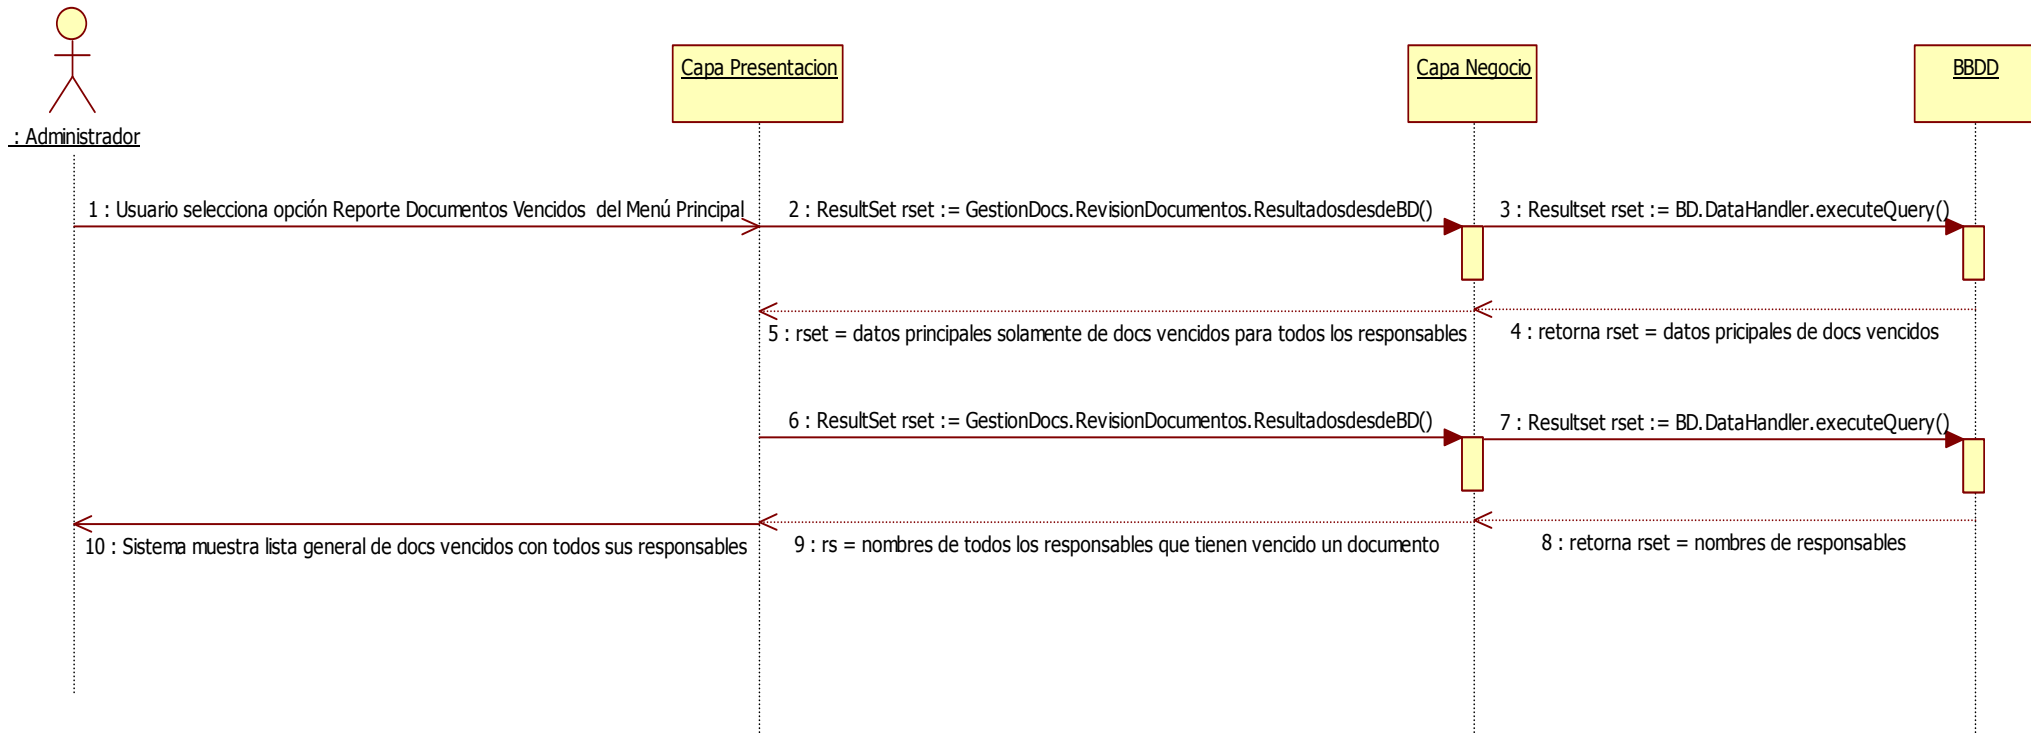 Capa Presentacion
Capa Negocio
BBDD
: Administrador
1 : Usuario selecciona opción Reporte Documentos Vencidos del Menú Principal
2 : ResultSet rset := GestionDocs.RevisionDocumentos.ResultadosdesdeBD()
3 : Resultset rset := BD.DataHandler.executeQuery()
5 : rset = datos principales solamente de docs vencidos para todos los responsables
4 : retorna rset = datos pricipales de docs vencidos
6 : ResultSet rset := GestionDocs.RevisionDocumentos.ResultadosdesdeBD()
7 : Resultset rset := BD.DataHandler.executeQuery()
10 : Sistema muestra lista general de docs vencidos con todos sus responsables
9 : rs = nombres de todos los responsables que tienen vencido un documento
8 : retorna rset = nombres de responsables